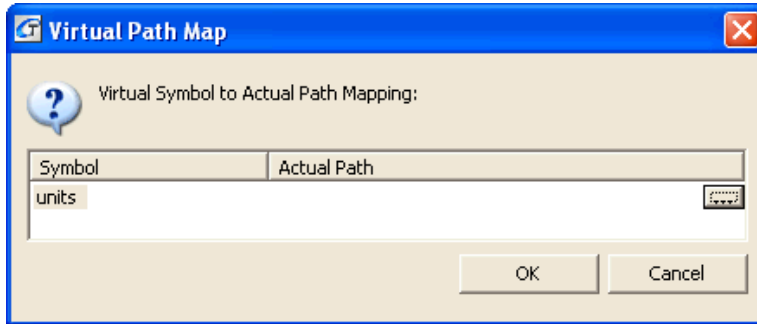 Virtual Path Map
Virtual Symbol to Actual Path Mapping:
Symbol Actual Path
units ...
OK Cancel